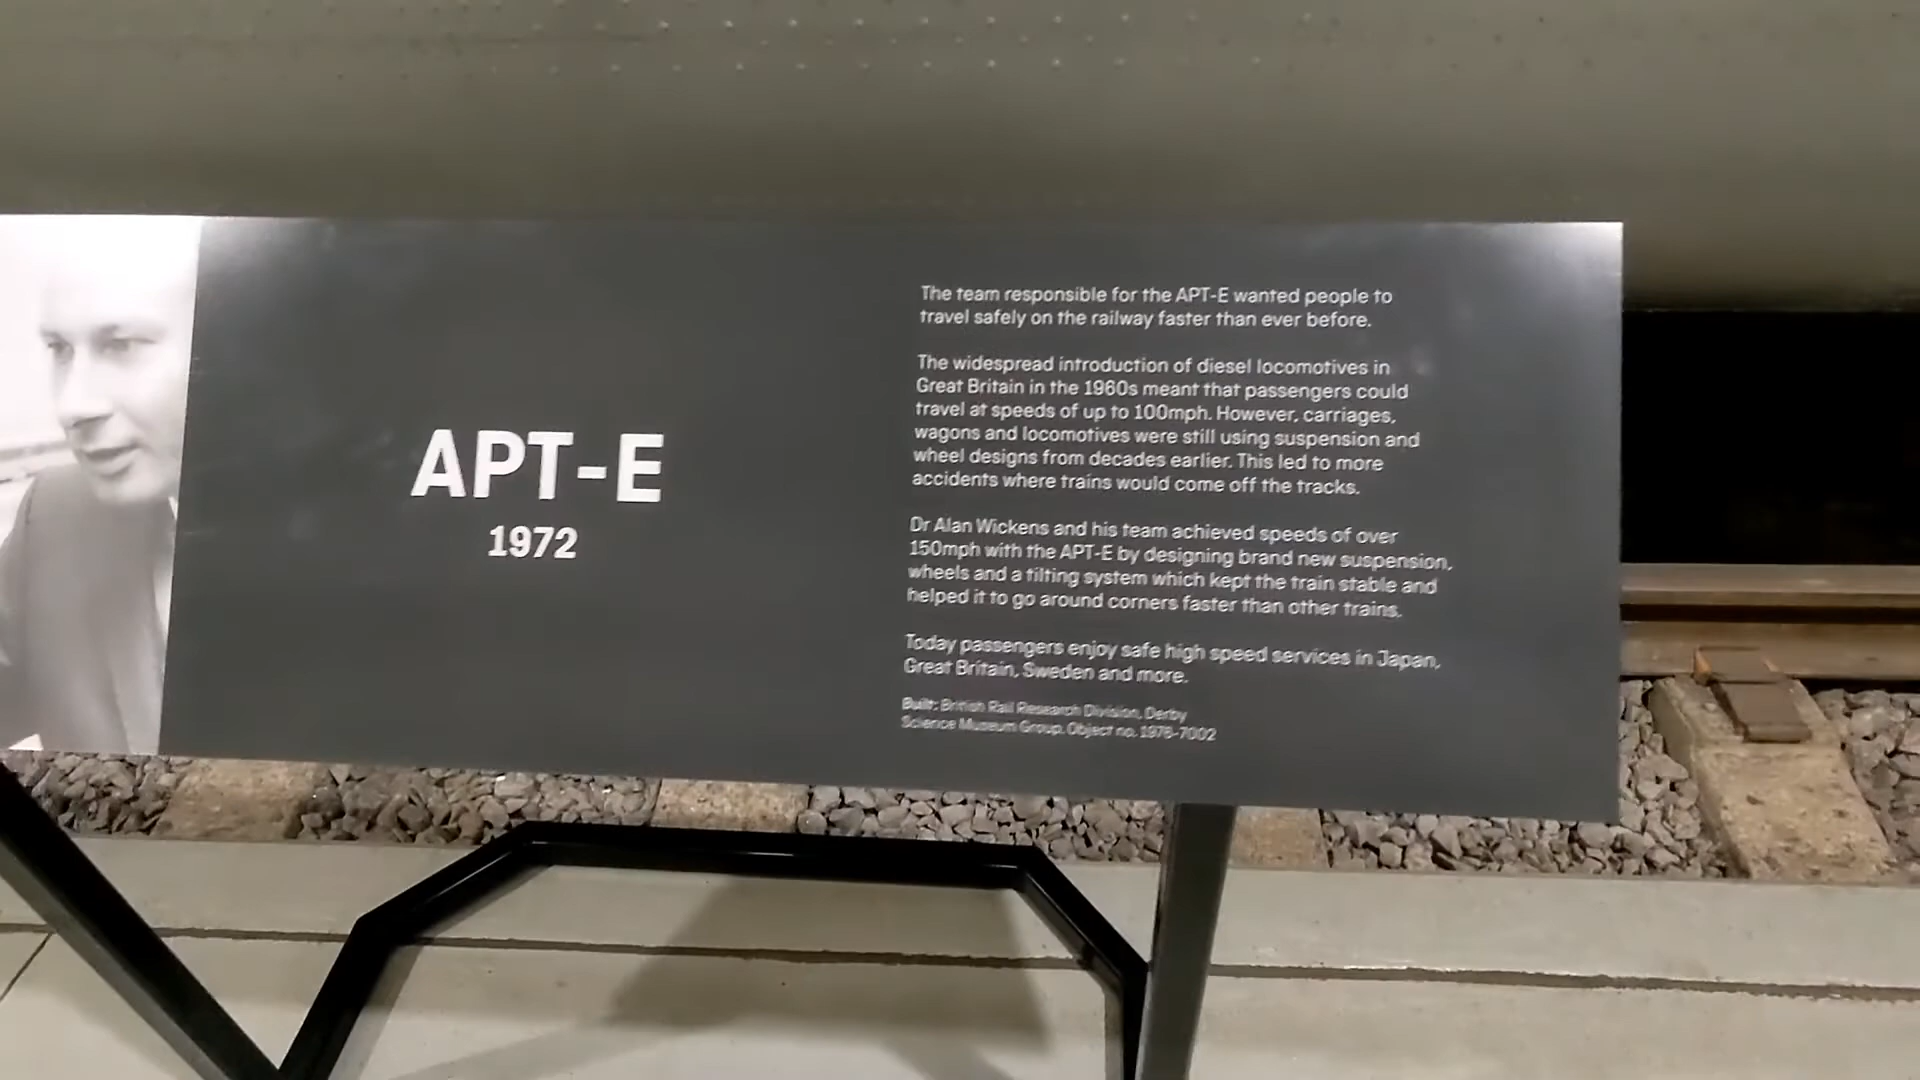 APT-E
1972
The team responsible for the APT-E wanted people to
travel safely on the railway faster than ever before.
The widespread introduction of diesel locomotives in
Great Britain in the 1960s meant that passengers could
travel at speeds of up to 100mph. However, carriages,
wagons and locomotives were still using suspension and
wheel designs from decades earlier. This led to more
accidents where trains would come off the tracks.
Dr Alan Wickens and his team achieved speeds of over
150mph with the APT-E by designing brand new suspension,
wheels and a tilting system which kept the train stable and
helped it to go around corners faster than other trains.
Today passengers enjoy safe high speed services in Japan,
Great Britain, Sweden and more.
Built: British Rail Research Division, Derby
Science Museum Group. Object no. 1976-7002